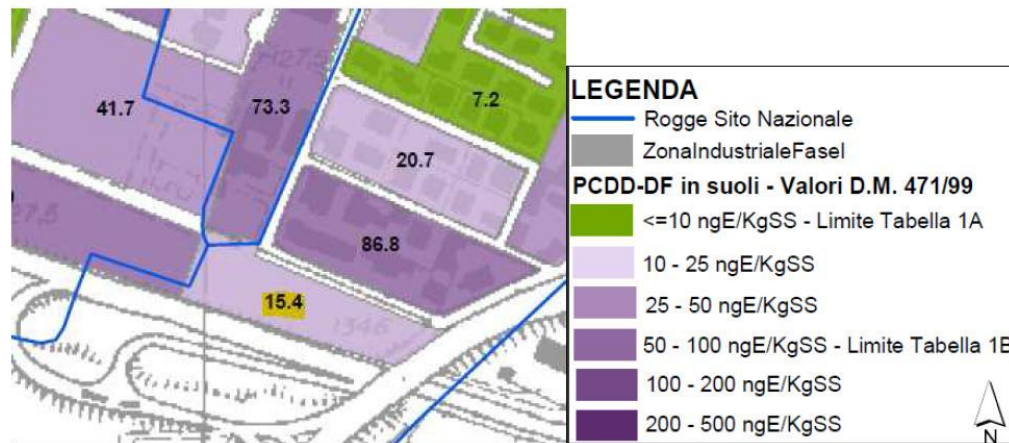 7.2
41.7
73.3
20.7
86.8
15.4
1346
LEGENDA
Rogge Sito Nazionale
ZonaIndustrialeFasel
PCDD-DF in suoli - Valori D.M. 471/99
<=10 ngE/KgSS - Limite Tabella 1A
10 - 25 ngE/KgSS
25 - 50 ngE/KgSS
50 - 100 ngE/KgSS - Limite Tabella 1B
100 - 200 ngE/KgSS
200 - 500 ngE/KgSS
N